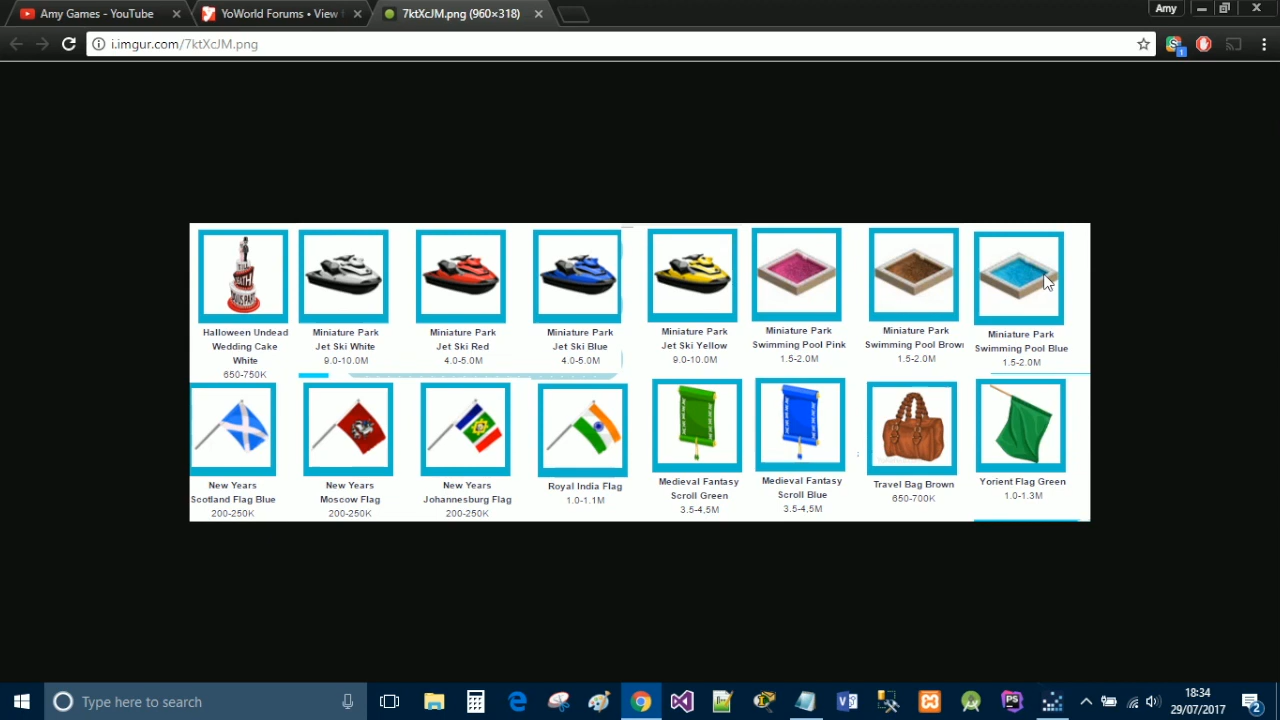 Amy Games - YouTube
YoWorld Forums • View
7ktXcJM.png (960×318)
Amy
i.imgur.com/7ktXcJM.png
1
Halloween Undead
Wedding Cake
White
650-750K
Miniature Park
Jet Ski White
9.0-10.0M
Miniature Park
Jet Ski Red
4.0-5.0M
Miniature Park
Jet Ski Blue
4.0-5.0M
Miniature Park
Jet Ski Yellow
9.0-10.0M
Miniature Park
Swimming Pool Pink
1.5-2.0M
Miniature Park
Swimming Pool Brown
1.5-2.0M
Miniature Park
Swimming Pool Blue
1.5-2.0M
New Years
Scotland Flag Blue
200-250K
New Years
Moscow Flag
200-250K
New Years
Johannesburg Flag
200-250K
Royal India Flag
1.0-1.1M
Medieval Fantasy
Scroll Green
3.5-4,5M
Medieval Fantasy
Scroll Blue
3.5-4,5M
Travel Bag Brown
650-700K
Yorient Flag Green
1.0-1.3M
Type here to search
18:34
29/07/2017
2